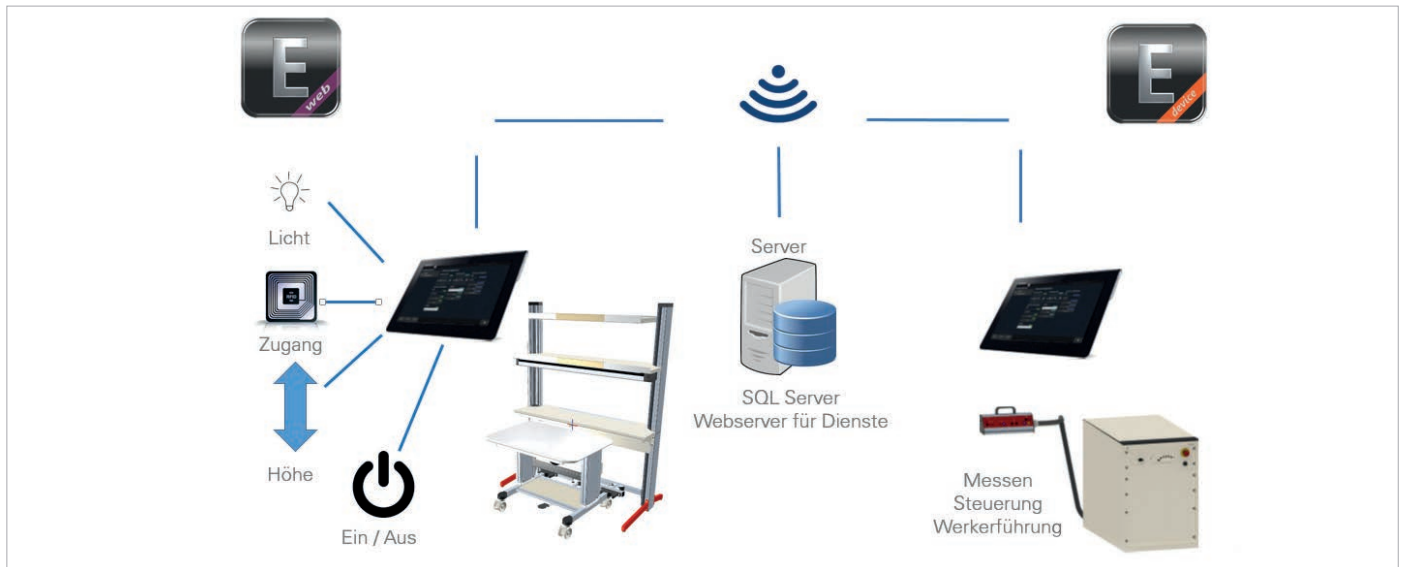 E
web
E
device
Licht
Zugang
Höhe
Ein / Aus
Server
SQL Server
Webserver für Dienste
Messen
Steuerung
Werkerführung